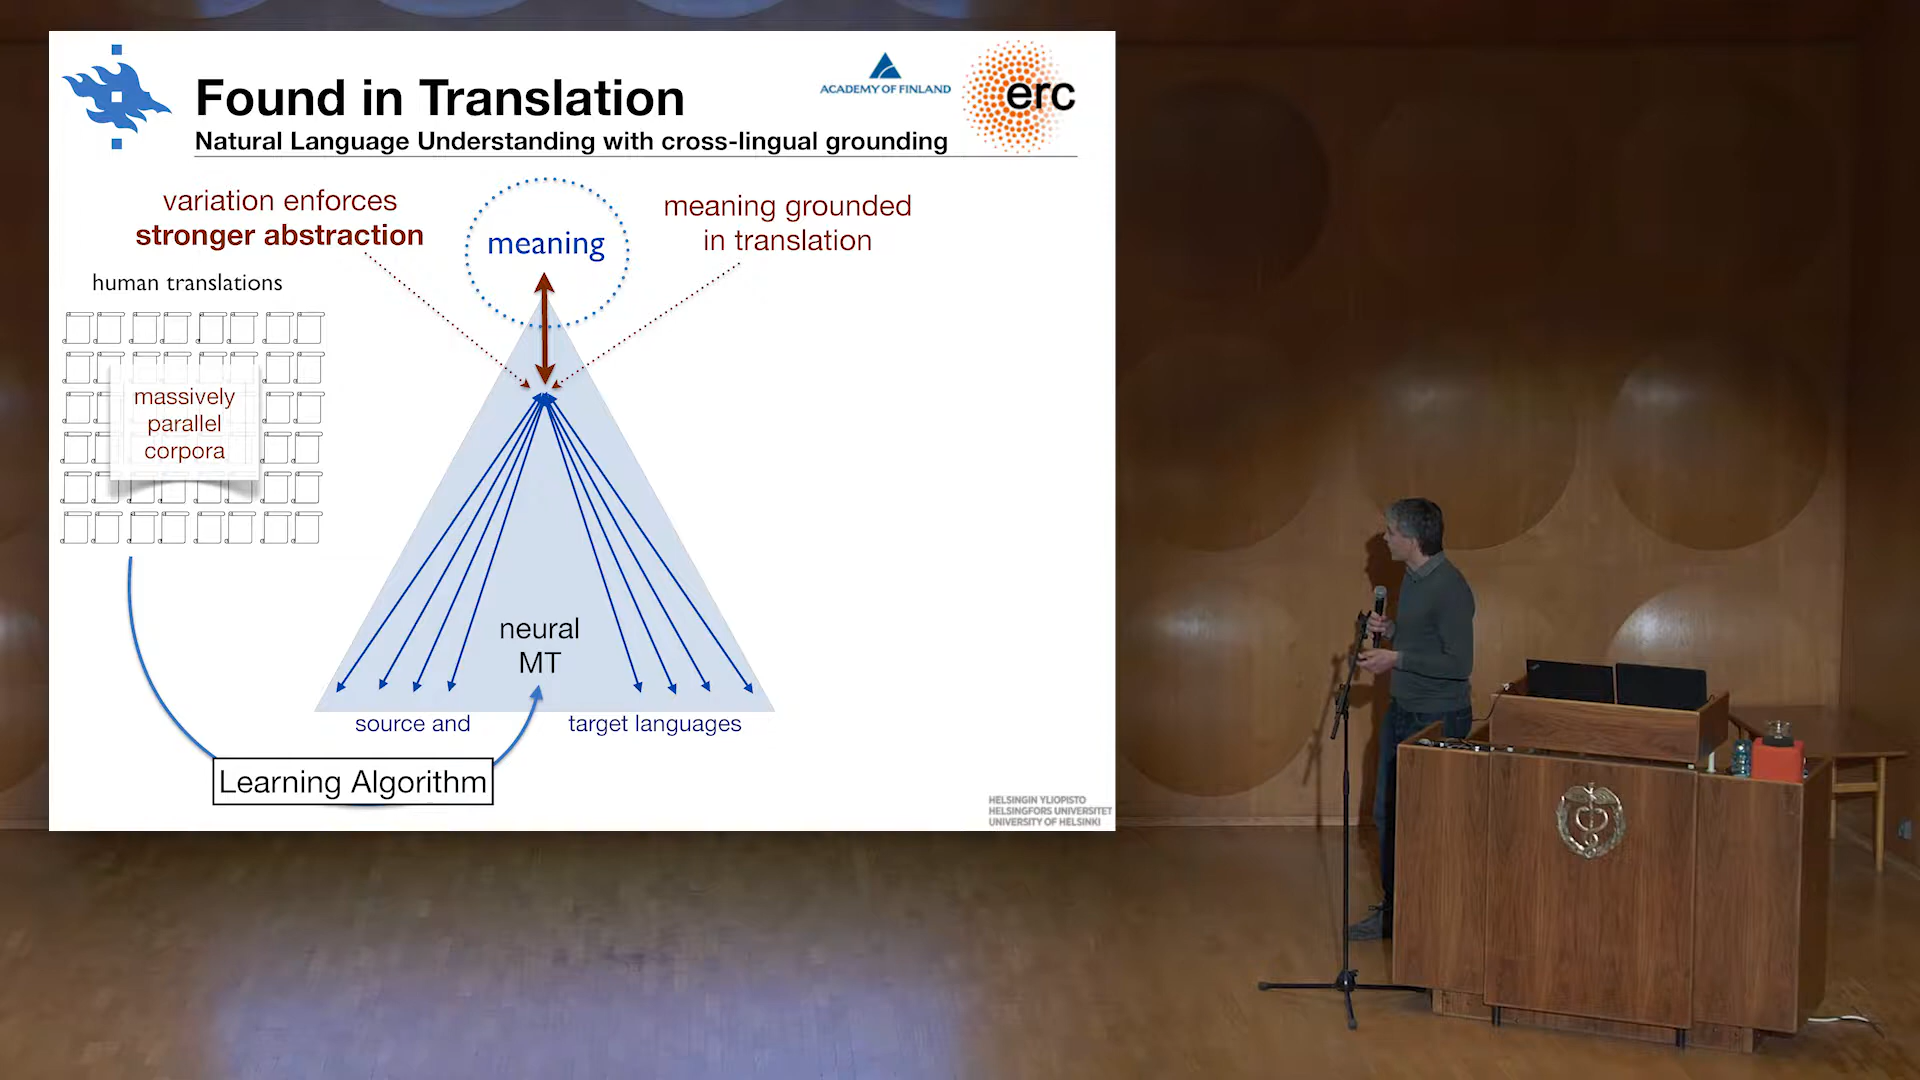 Found in Translation
Natural Language Understanding with cross-lingual grounding
ACADEMY OF FINLAND
erc
variation enforces
stronger abstraction
meaning
meaning grounded
in translation
human translations
massively
parallel
corpora
neural
MT
source and
target languages
Learning Algorithm
HELSINGIN YLIOPISTO
HELSINGFORS UNIVERSITET
UNIVERSITY OF HELSINKI